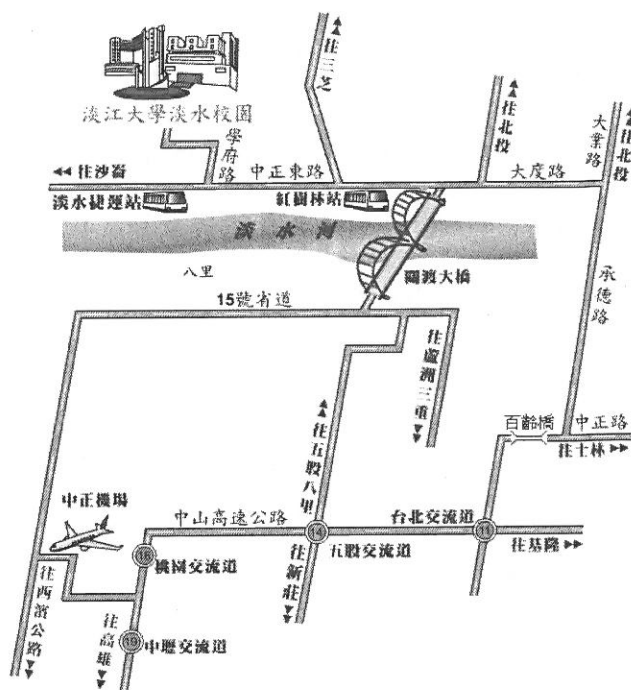 往三芝
淡江大學淡水校園
學府路
往北投
大業路
往北投
往沙崙
中正東路
大度路
淡水捷運站
紅樹林站
淡水河
八里
關渡大橋
承德路
15號省道
往蘆洲三重
往五股八里
百齡橋
中正路
往士林
中正機場
中山高速公路
台北交流道
14
11
五股交流道
往基隆
16
桃園交流道
往新莊
往西濱公路
往高雄
19
中壢交流道